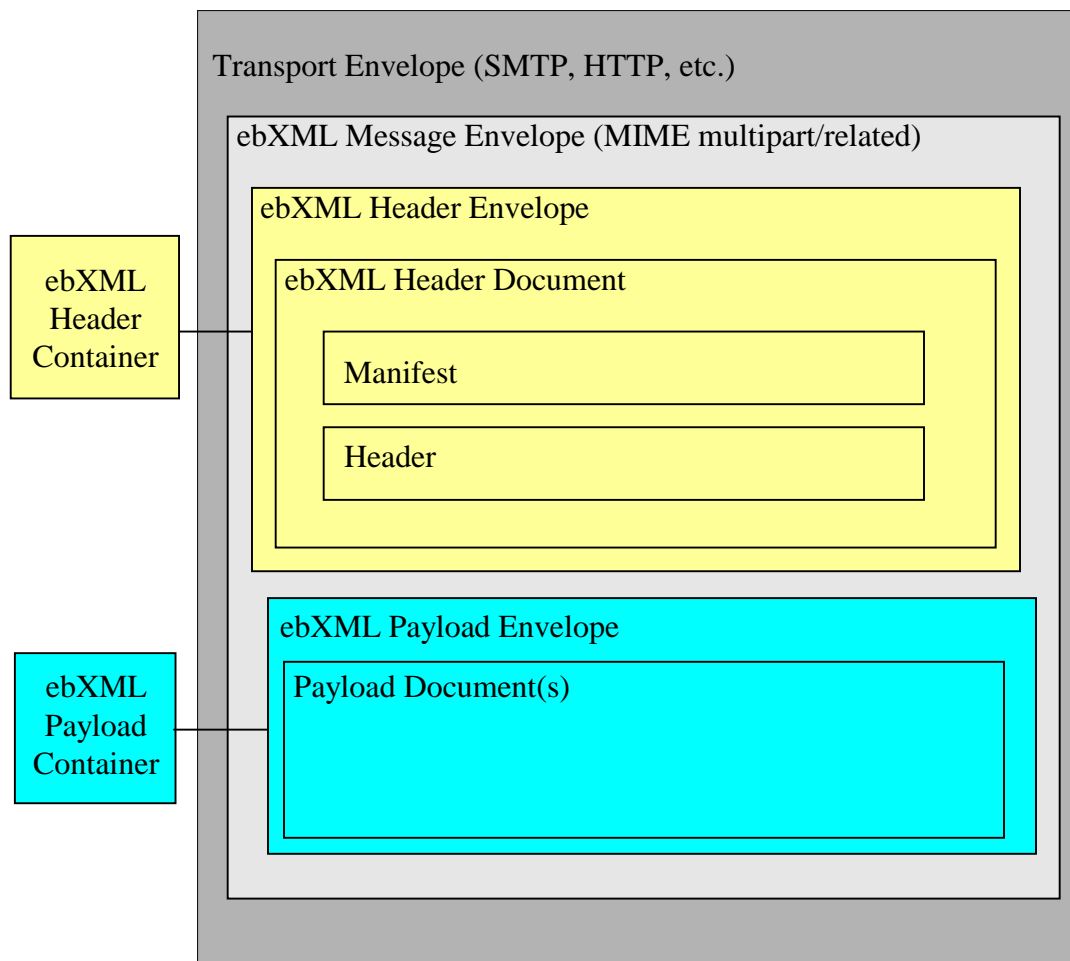 Transport Envelope (SMTP, HTTP, etc.)
ebXML Message Envelope (MIME multipart/related)
ebXML Header Envelope
ebXML Header Document
Manifest
Header
ebXML
Header
Container
ebXML Payload Envelope
Payload Document(s)
ebXML
Payload
Container